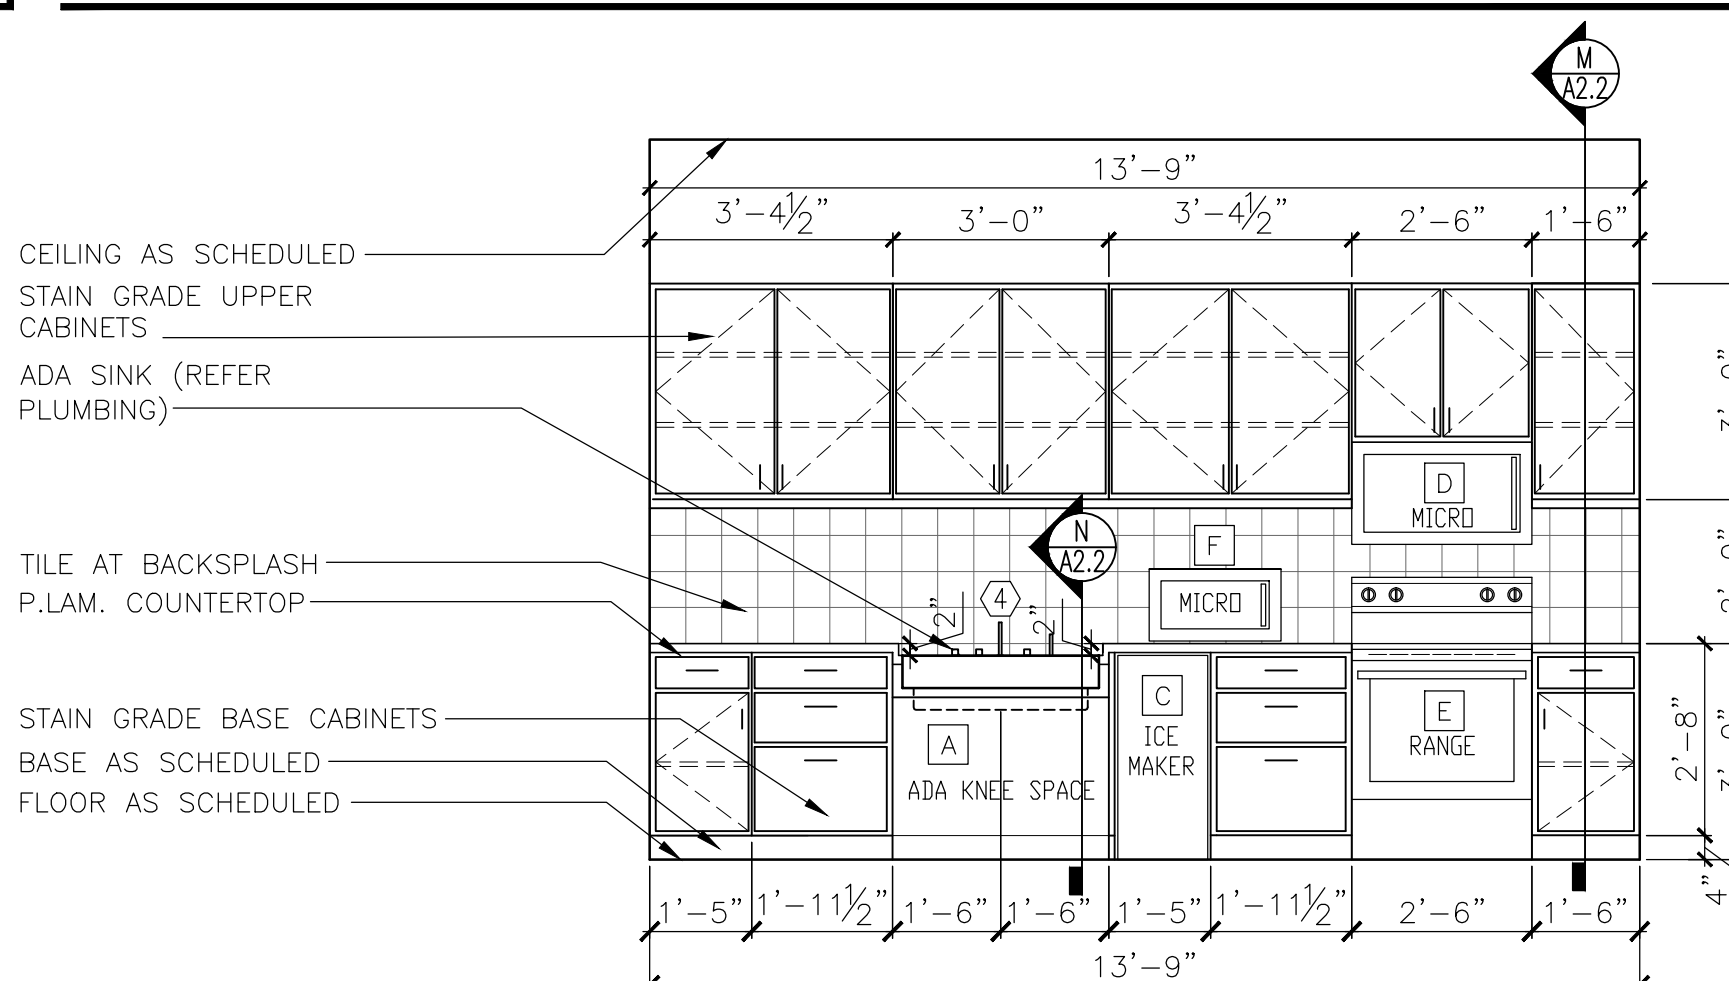 M
A2.2
13'-9"
3'-4½"
3'-0"
3'-4½"
2'-6"
1'-6"
CEILING AS SCHEDULED
STAIN GRADE UPPER
CABINETS
ADA SINK (REFER
PLUMBING)
TILE AT BACKSPLASH
P.LAM. COUNTERTOP
STAIN GRADE BASE CABINETS
BASE AS SCHEDULED
FLOOR AS SCHEDULED
D
MICRO
N
A2.2
F
MICRO
4
2"
2"
A
ADA KNEE SPACE
C
ICE
MAKER
E
RANGE
2'-8"
4"
1'-5"
1'-11½"
1'-6"
1'-6"
1'-5"
1'-11½"
2'-6"
1'-6"
13'-9"